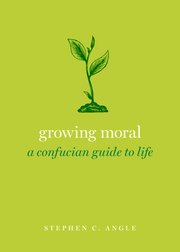 growing moral
a confucian guide to life
STEPHEN C. ANGLE